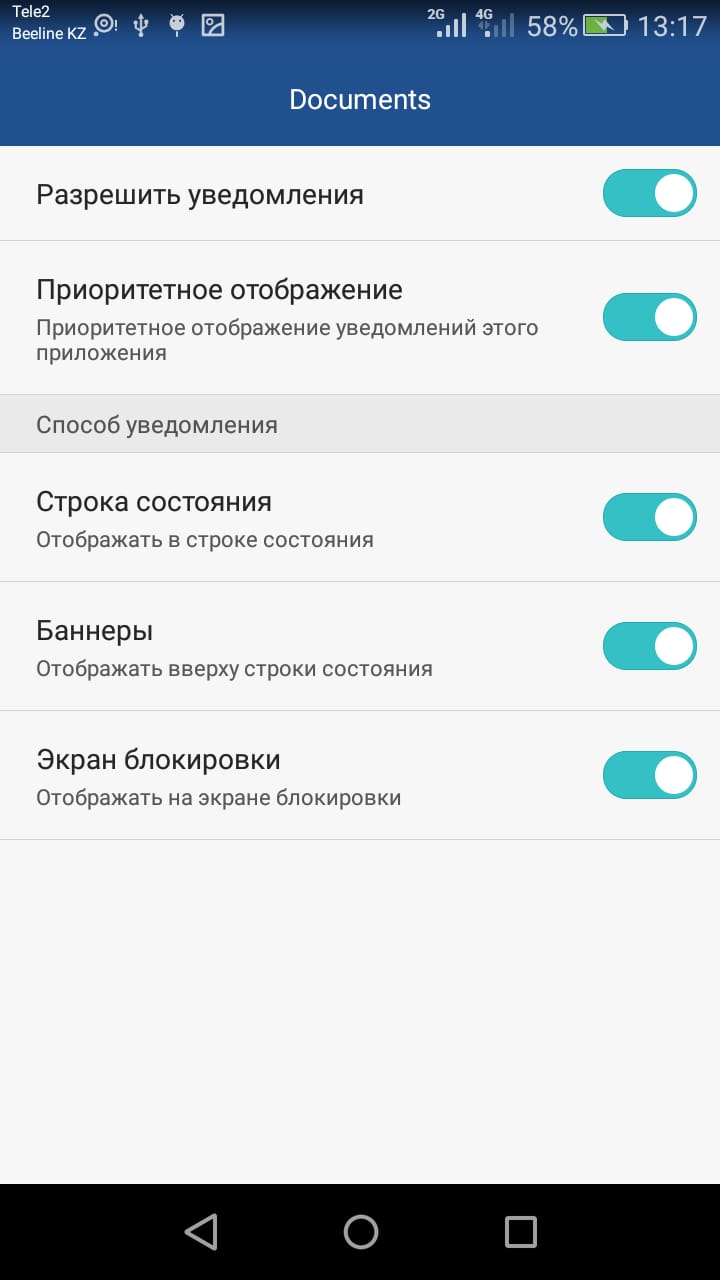 Tele2
Beeline KZ
2G 4G 58% 13:17
Documents
Разрешить уведомления
Приоритетное отображение
Приоритетное отображение уведомлений этого
приложения
Способ уведомления
Строка состояния
Отображать в строке состояния
Баннеры
Отображать вверху строки состояния
Экран блокировки
Отображать на экране блокировки